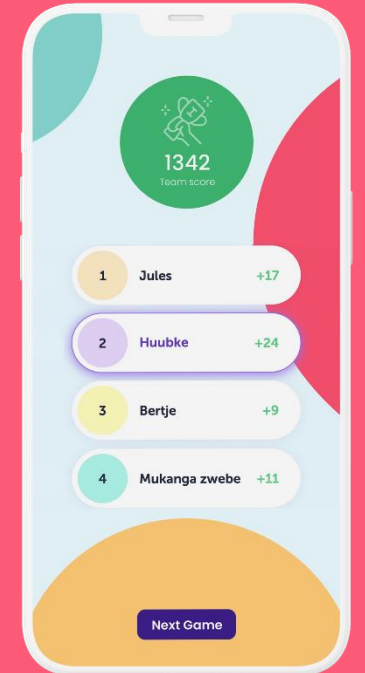 1342
Team score
1 Jules +17
2 Huubke +24
3 Bertje +9
4 Mukanga zwebe +11
Next Game